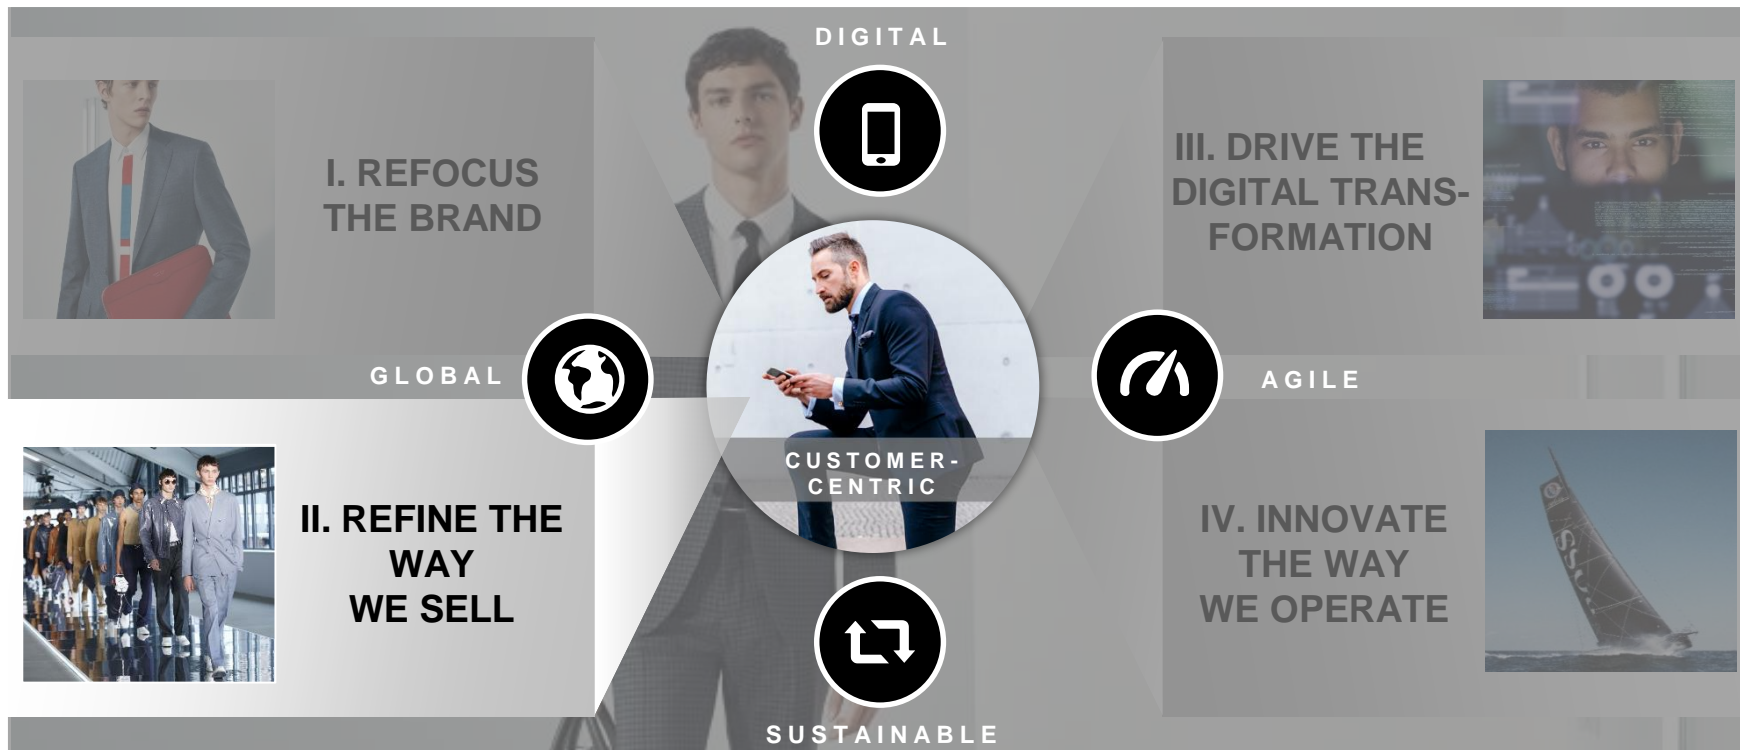 DIGITAL
I. REFOCUS
THE BRAND
III. DRIVE THE
DIGITAL TRANS-
FORMATION
GLOBAL
AGILE
CUSTOMER-
CENTRIC
II. REFINE THE
WAY
WE SELL
IV. INNOVATE
THE WAY
WE OPERATE
SUSTAINABLE